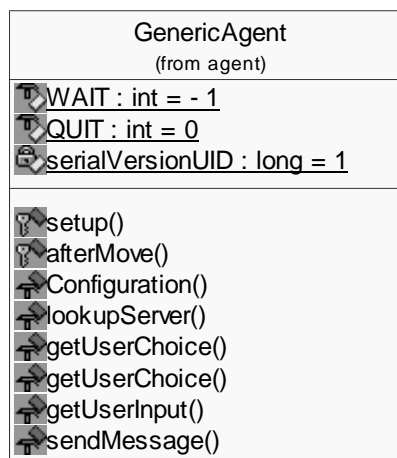 GenericAgent
(from agent)
WAIT : int = - 1
QUIT : int = 0
serialVersionUID : long = 1
setup()
afterMove()
Configuration()
lookupServer()
getUserChoice()
getUserChoice()
getUserInput()
sendMessage()